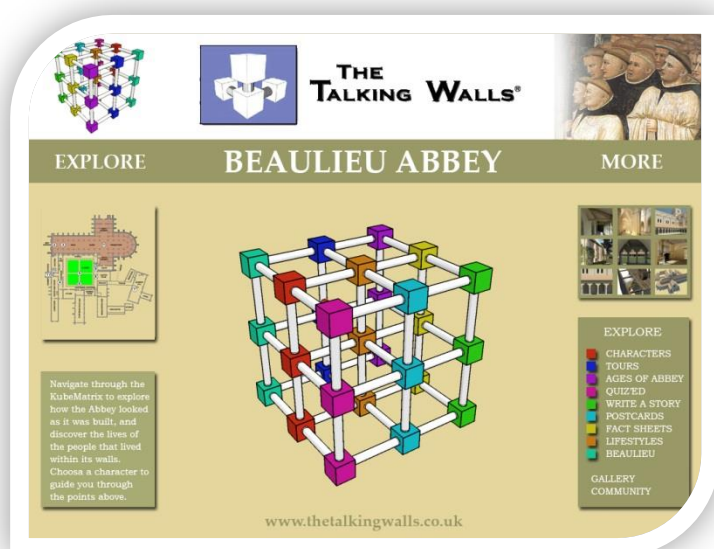 THE
TALKING WALLS®
EXPLORE
BEAULIEU ABBEY
MORE
Navigate through the
KubeMatrix to explore
how the Abbey looked
as it was built, and
discover the lives of
the people that lived
within its walls.
Choosa a character to
guide you through
the points above.
EXPLORE
CHARACTERS
TOURS
AGES OF ABBEY
QUIZ'ED
WRITE A STORY
POSTCARDS
FACT SHEETS
LIFESTYLES
BEAULIEU
GALLERY
COMMUNITY
www.thetalkingwalls.co.uk